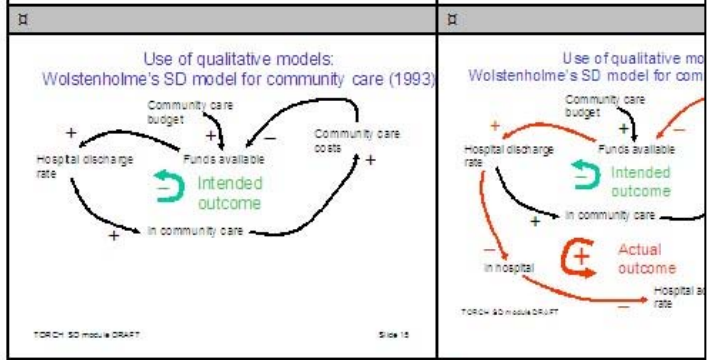 ¤
Use of qualitative models:
Wolstenholme's SD model for community care (1993)
Community care
budget
+
+
−
Community care
costs
+
Hospital discharge
rate
Funds available
−
Intended
outcome
+
In community care
TORCH SD module DRAFT
Slide 15
¤
Use of qualitative mo
Wolstenholme's SD model for com
Community care
budget
+
+
−
Hospital discharge
rate
Funds available
−
Intended
outcome
+
In community care
−
In hospital
+
Actual
outcome
Hospital a
rate
−
TORCH SD module DRAFT